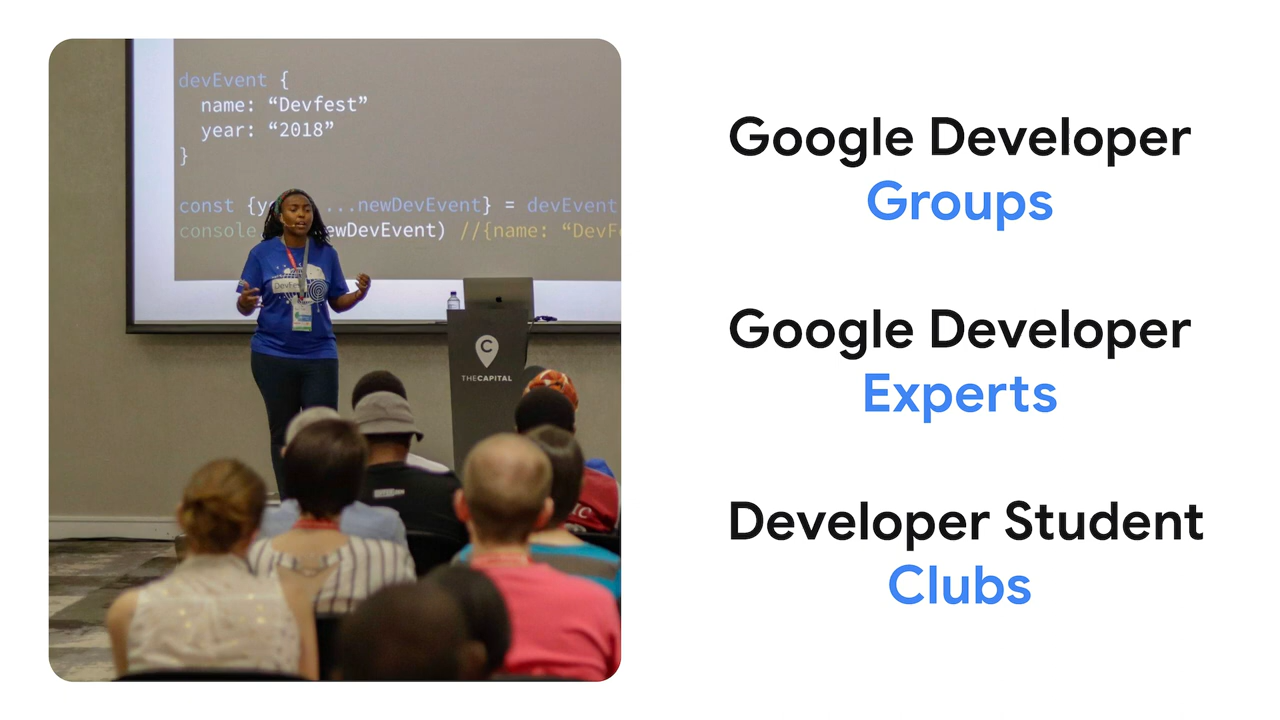 devEvent {
name: “Devfest”
year: “2018”
}
const {y ...newDevEvent} = devEvent
console ewDevEvent) //{name: “DevF
DevFes
C
THECAPITAL
Google Developer
Groups
Google Developer
Experts
Developer Student
Clubs